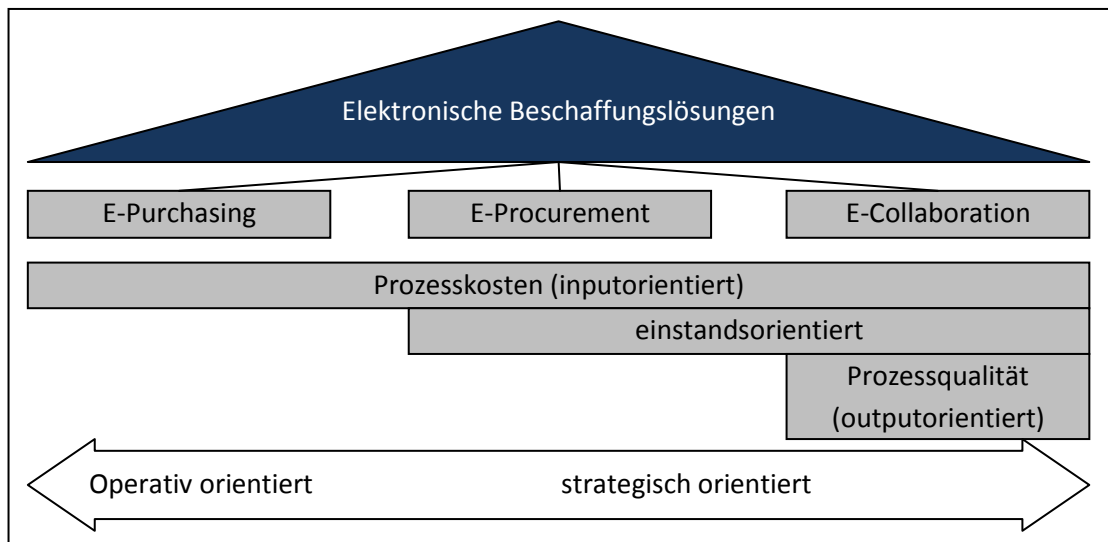 Elektronische Beschaffungslösungen
E-Purchasing
E-Procurement
E-Collaboration
Prozesskosten (inputorientiert)
einstandsorientiert
Prozessqualität
(outputorientiert)
Operativ orientiert
strategisch orientiert